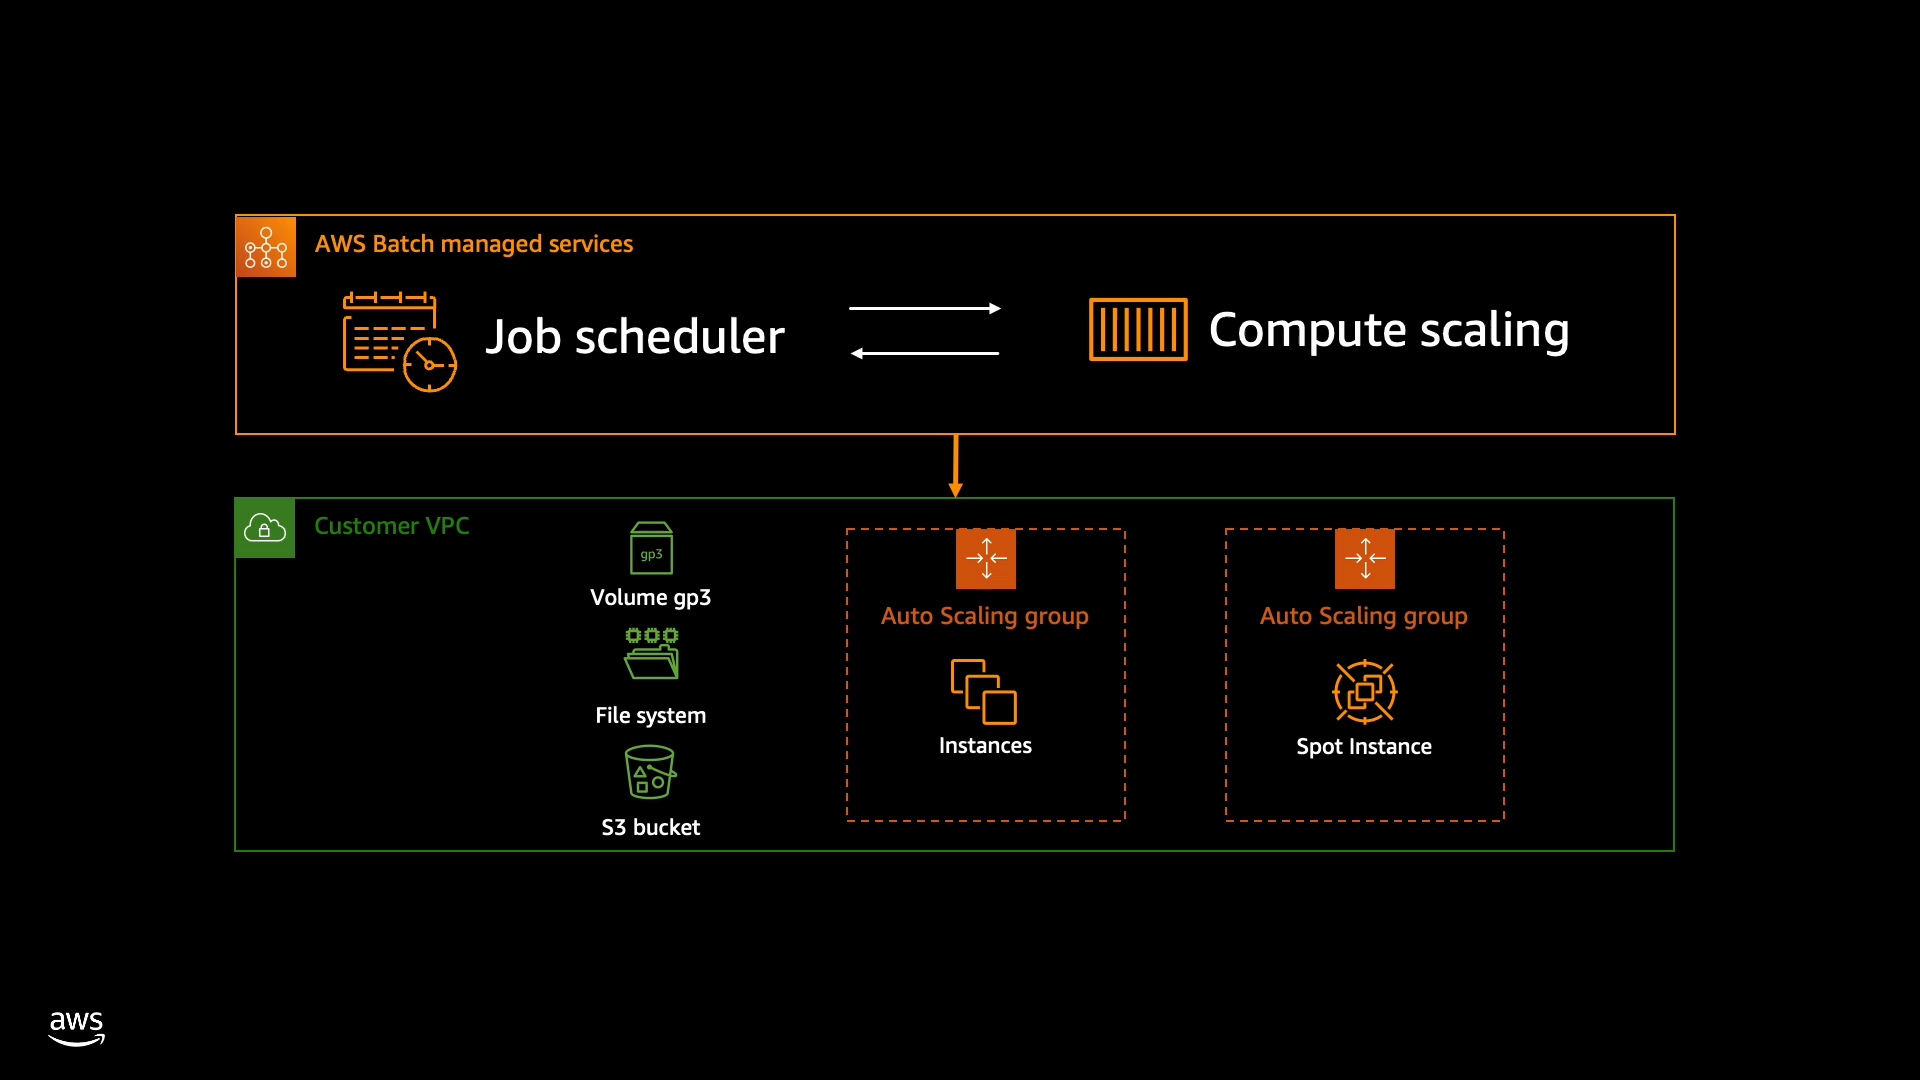 AWS Batch managed services
Job scheduler
Compute scaling
Customer VPC
gp3
Volume gp3
File system
S3 bucket
Auto Scaling group
Instances
Auto Scaling group
Spot Instance
aws